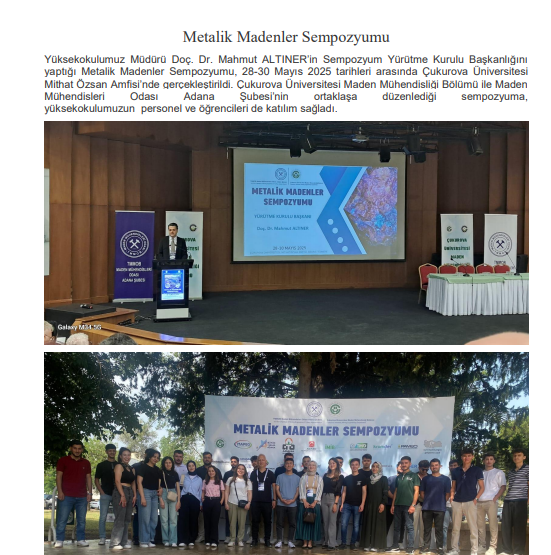 Metalik Madenler Sempozyumu
Yüksekokulumuz Müdürü Doç. Dr. Mahmut ALTINER'in Sempozyum Yürütme Kurulu Başkanlığını
yaptığı Metalik Madenler Sempozyumu, 28-30 Mayıs 2025 tarihleri arasında Çukurova Üniversitesi
Mithat Özsan Amfisi'nde gerçekleştirildi. Çukurova Üniversitesi Maden Mühendisliği Bölümü ile Maden
Mühendisleri Odası Adana Şubesi'nin ortaklaşa düzenlediği sempozyuma,
yüksekokulumuzun personel ve öğrencileri de katılım sağladı.
METALİK MADENLER
SEMPOZYUMU
YÜRÜTME KURULU BAŞKANI
Doç. Dr. Mahmut ALTINER
28-30 MAYIS 2025
TMMOB
MADEN MÜHENDİSLERİ
ODASI
ADANA ŞUBESİ
ÇUKUROVA
ÜNİVERSİTESİ
MADEN
Galaxy M34 5G
METALİK MADENLER SEMPOZYUMU